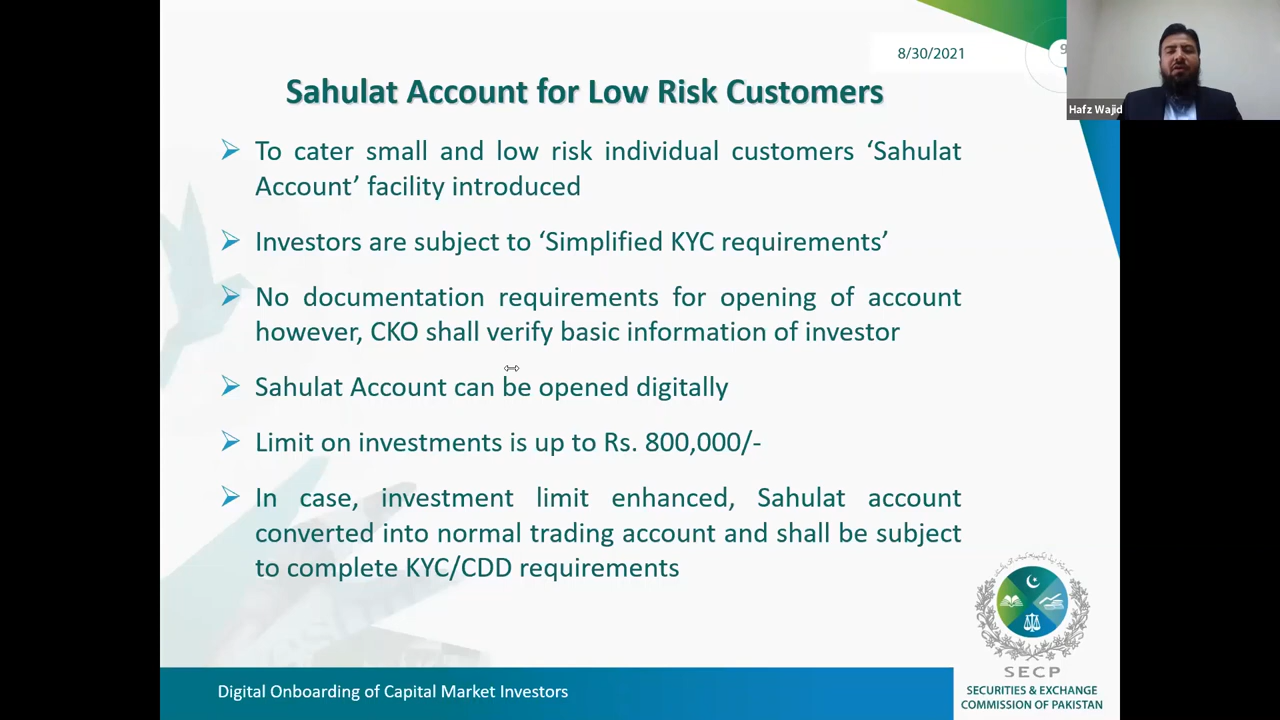 8/30/2021
9
Hafz Wajid
Sahulat Account for Low Risk Customers
To cater small and low risk individual customers ‘Sahulat
Account’ facility introduced
Investors are subject to ‘Simplified KYC requirements’
No documentation requirements for opening of account
however, CKO shall verify basic information of investor
Sahulat Account can be opened digitally
Limit on investments is up to Rs. 800,000/-
In case, investment limit enhanced, Sahulat account
converted into normal trading account and shall be subject
to complete KYC/CDD requirements
SECP
SECURITIES & EXCHANGE
COMMISSION OF PAKISTAN
Digital Onboarding of Capital Market Investors